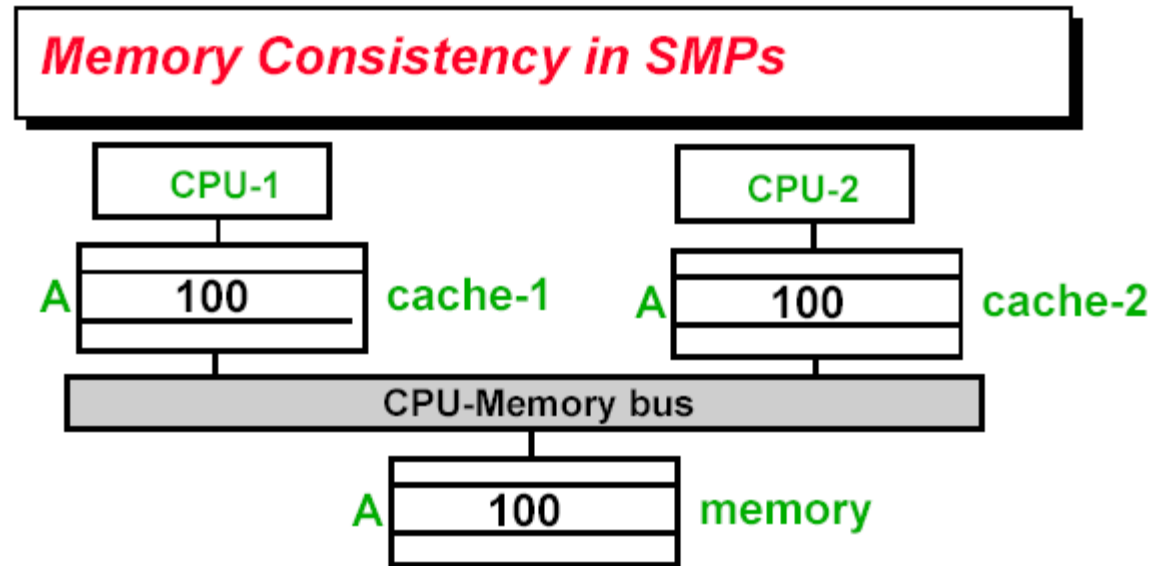 Memory Consistency in SMPs
CPU-1
CPU-2
A 100 cache-1
A 100 cache-2
CPU-Memory bus
A 100 memory